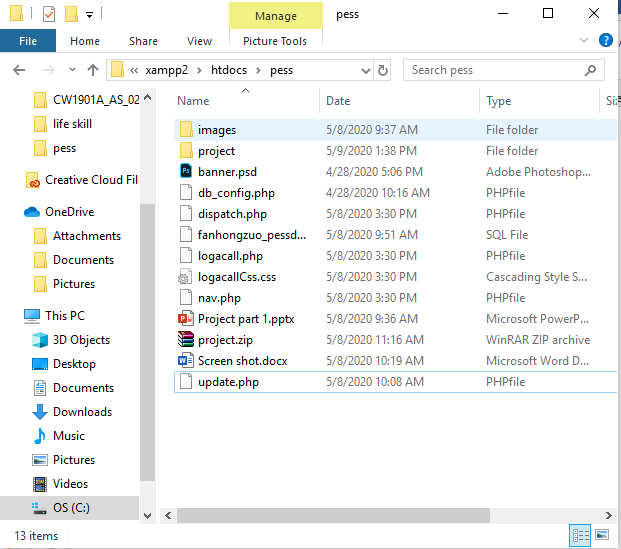 Manage
pess
File
Home
Share
View
Picture Tools
« xampp2 > htdocs > pess
Search pess
CW1901A_AS_02
life skill
pess
Creative Cloud Fil
OneDrive
Attachments
Documents
Pictures
This PC
3D Objects
Desktop
Documents
Downloads
Music
Pictures
Videos
OS (C:)
Name Date Type Siz
images 5/8/2020 9:37 AM File folder
project 5/9/2020 1:38 PM File folder
banner.psd 4/28/2020 5:06 PM Adobe Photoshop...
db_config.php 4/28/2020 10:16 AM PHPfile
dispatch.php 5/8/2020 3:30 PM PHPfile
fanhongzuo_pessd... 5/8/2020 9:51 AM SQL File
logacall.php 5/8/2020 3:30 PM PHPfile
logacallCss.css 5/8/2020 3:30 PM Cascading Style S...
nav.php 5/8/2020 3:30 PM PHPfile
Project part 1.pptx 5/8/2020 9:36 AM Microsoft PowerP...
project.zip 5/8/2020 11:16 AM WinRAR ZIP archive
Screen shot.docx 5/8/2020 10:19 AM Microsoft Word D...
update.php 5/8/2020 10:08 AM PHPfile
13 items